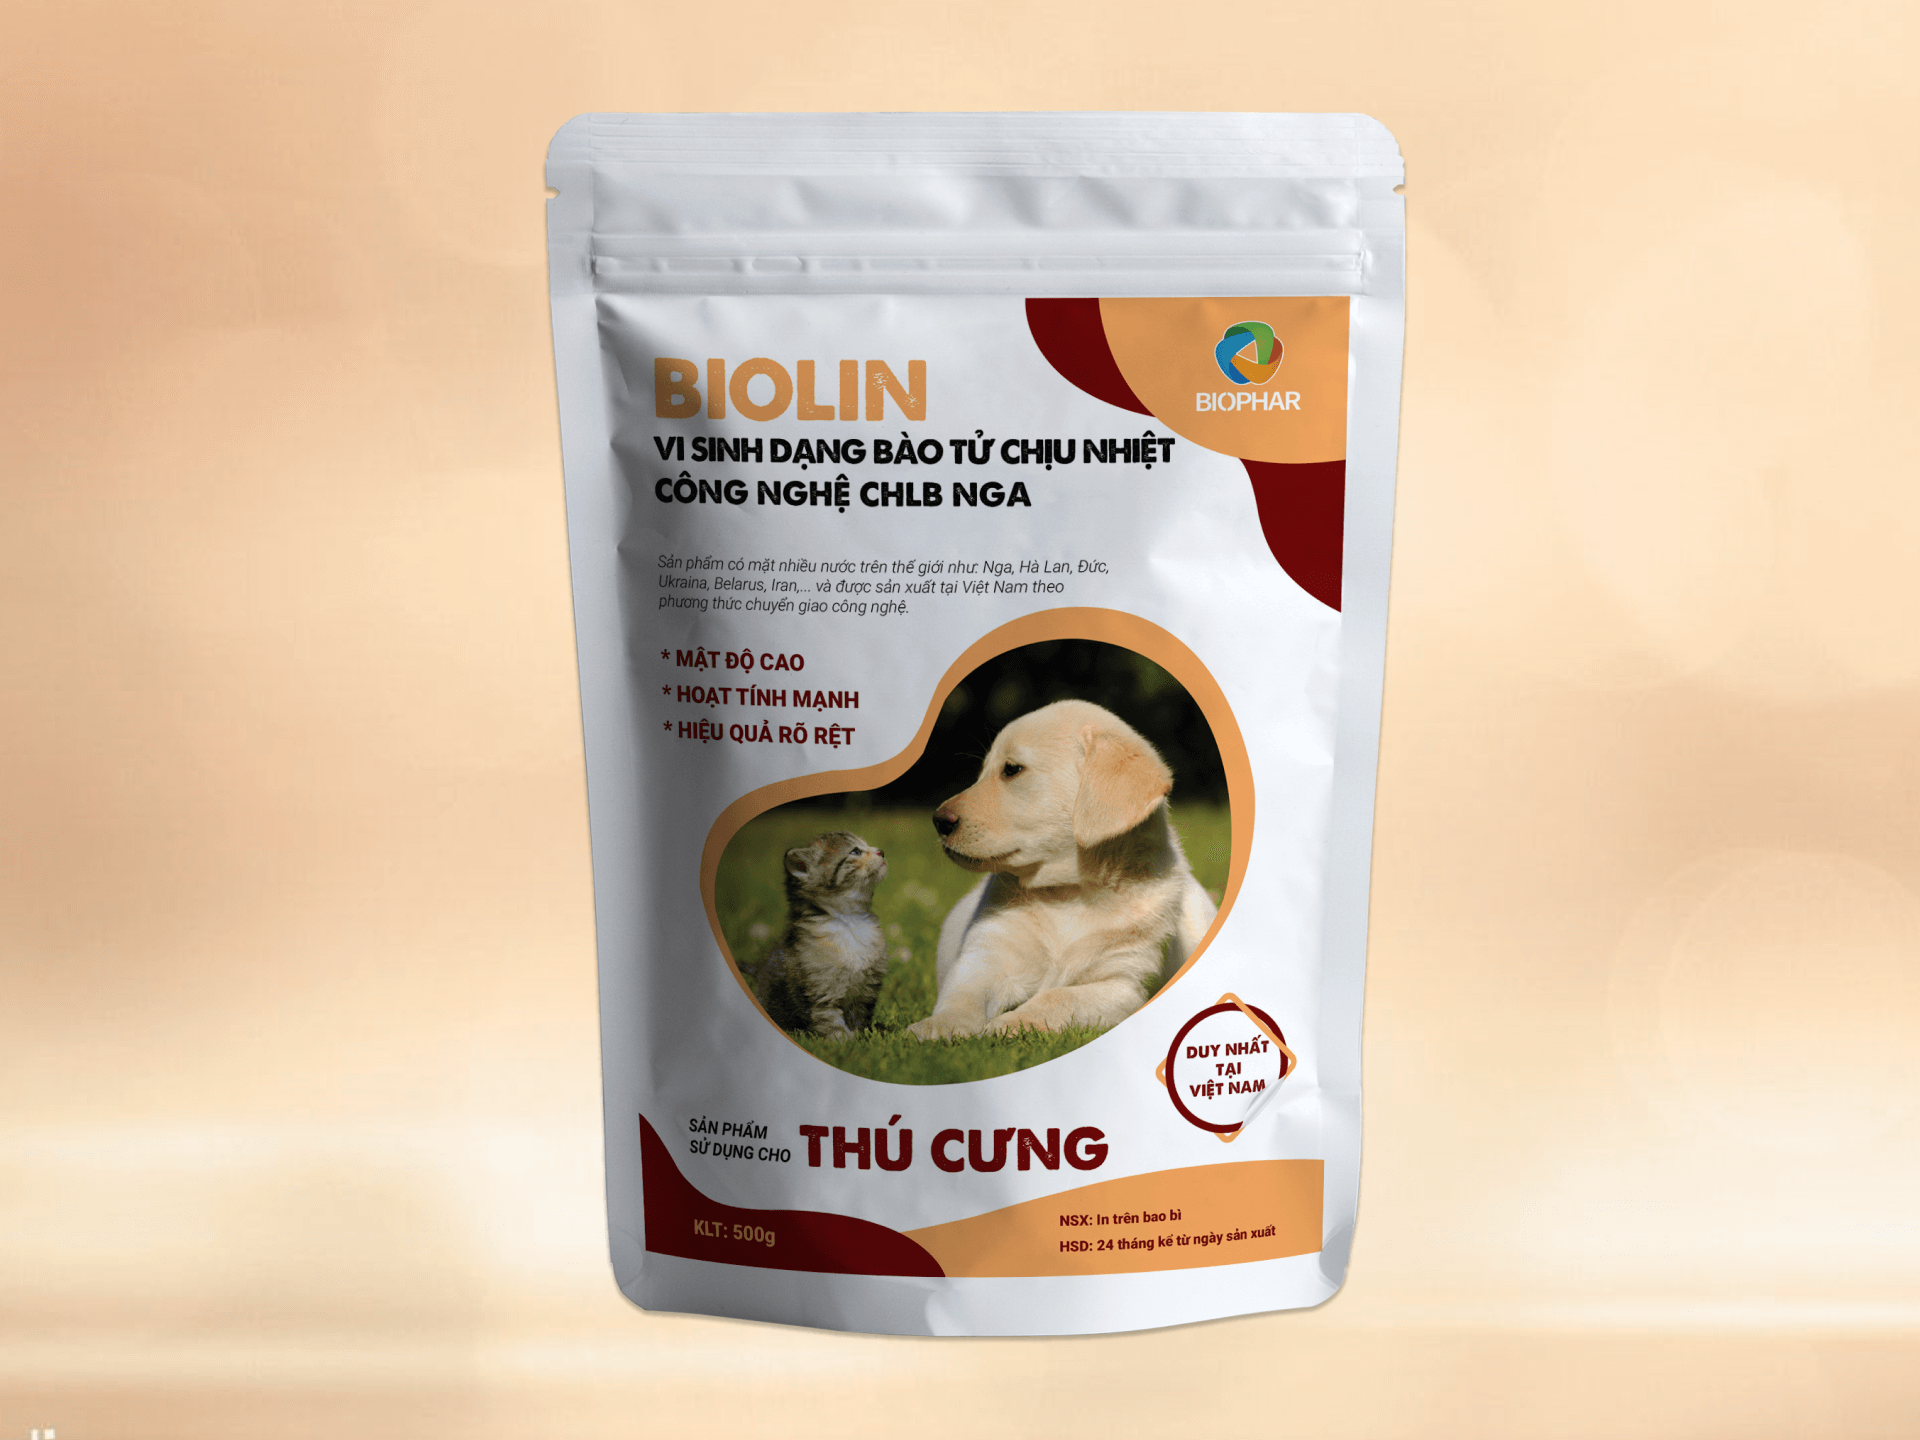 BIOPHAR
BIOLIN
VI SINH DẠNG BÀO TỬ CHỊU NHIỆT
CÔNG NGHỆ CHLB NGA
Sản phẩm có mặt nhiều nước trên thế giới như: Nga, Hà Lan, Đức,
Ukraina, Belarus, Iran,... và được sản xuất tại Việt Nam theo
phương thức chuyển giao công nghệ.
* MẬT ĐỘ CAO
* HOẠT TÍNH MẠNH
* HIỆU QUẢ RÕ RỆT
DUY NHẤT
TẠI
VIỆT NAM
SẢN PHẨM
SỬ DỤNG CHO
THÚ CƯNG
KLT: 500g
NSX: In trên bao bì
HSD: 24 tháng kể từ ngày sản xuất